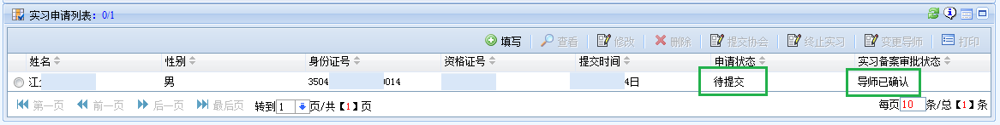 实习申请列表：0/1
填写 查看 修改 删除 提交协会 终止实习 变更导师 打印
姓名 性别 身份证号 资格证号 提交时间 申请状态 实习备案审批状态
江 男 3504 0014 4日 待提交 导师已确认
第一页 前一页 后一页 最后页 转到1页/共【1】页 每页10条/总【1】条